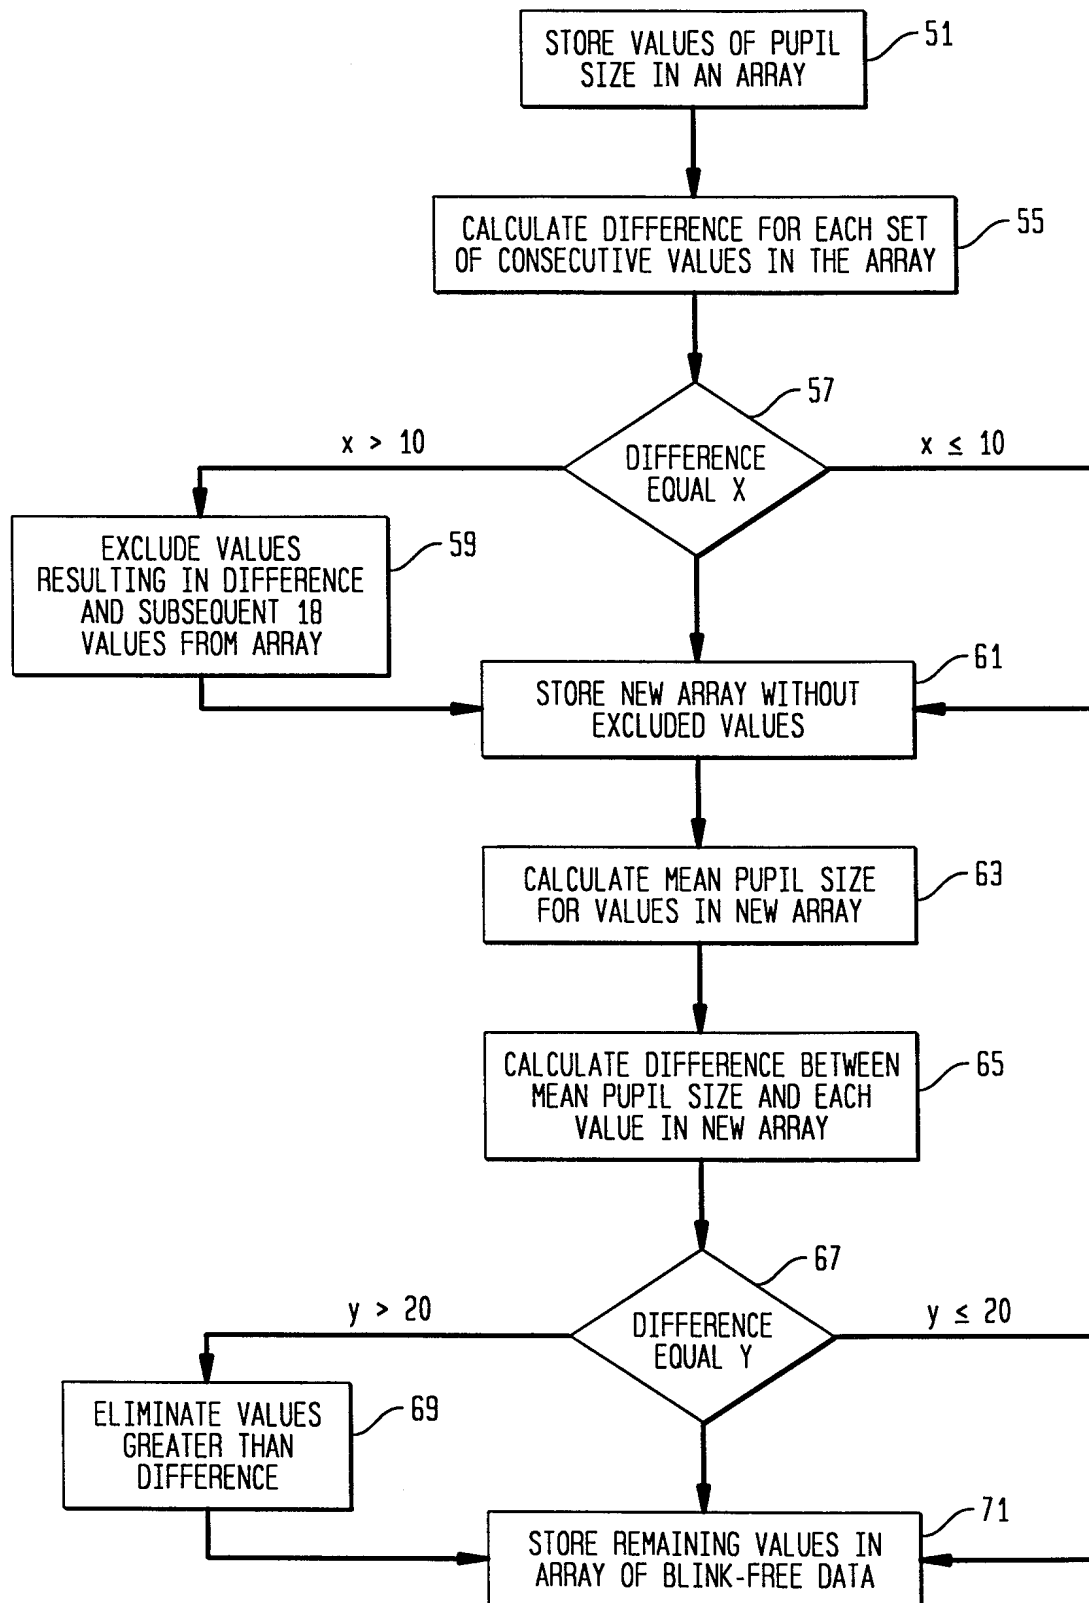 STORE VALUES OF PUPIL
SIZE IN AN ARRAY
51
CALCULATE DIFFERENCE FOR EACH SET
OF CONSECUTIVE VALUES IN THE ARRAY
55
57
x > 10
DIFFERENCE
EQUAL X
x ≤ 10
EXCLUDE VALUES
RESULTING IN DIFFERENCE
AND SUBSEQUENT 18
VALUES FROM ARRAY
59
61
STORE NEW ARRAY WITHOUT
EXCLUDED VALUES
CALCULATE MEAN PUPIL SIZE
FOR VALUES IN NEW ARRAY
63
CALCULATE DIFFERENCE BETWEEN
MEAN PUPIL SIZE AND EACH
VALUE IN NEW ARRAY
65
67
y > 20
DIFFERENCE
EQUAL Y
y ≤ 20
ELIMINATE VALUES
GREATER THAN
DIFFERENCE
69
71
STORE REMAINING VALUES IN
ARRAY OF BLINK-FREE DATA